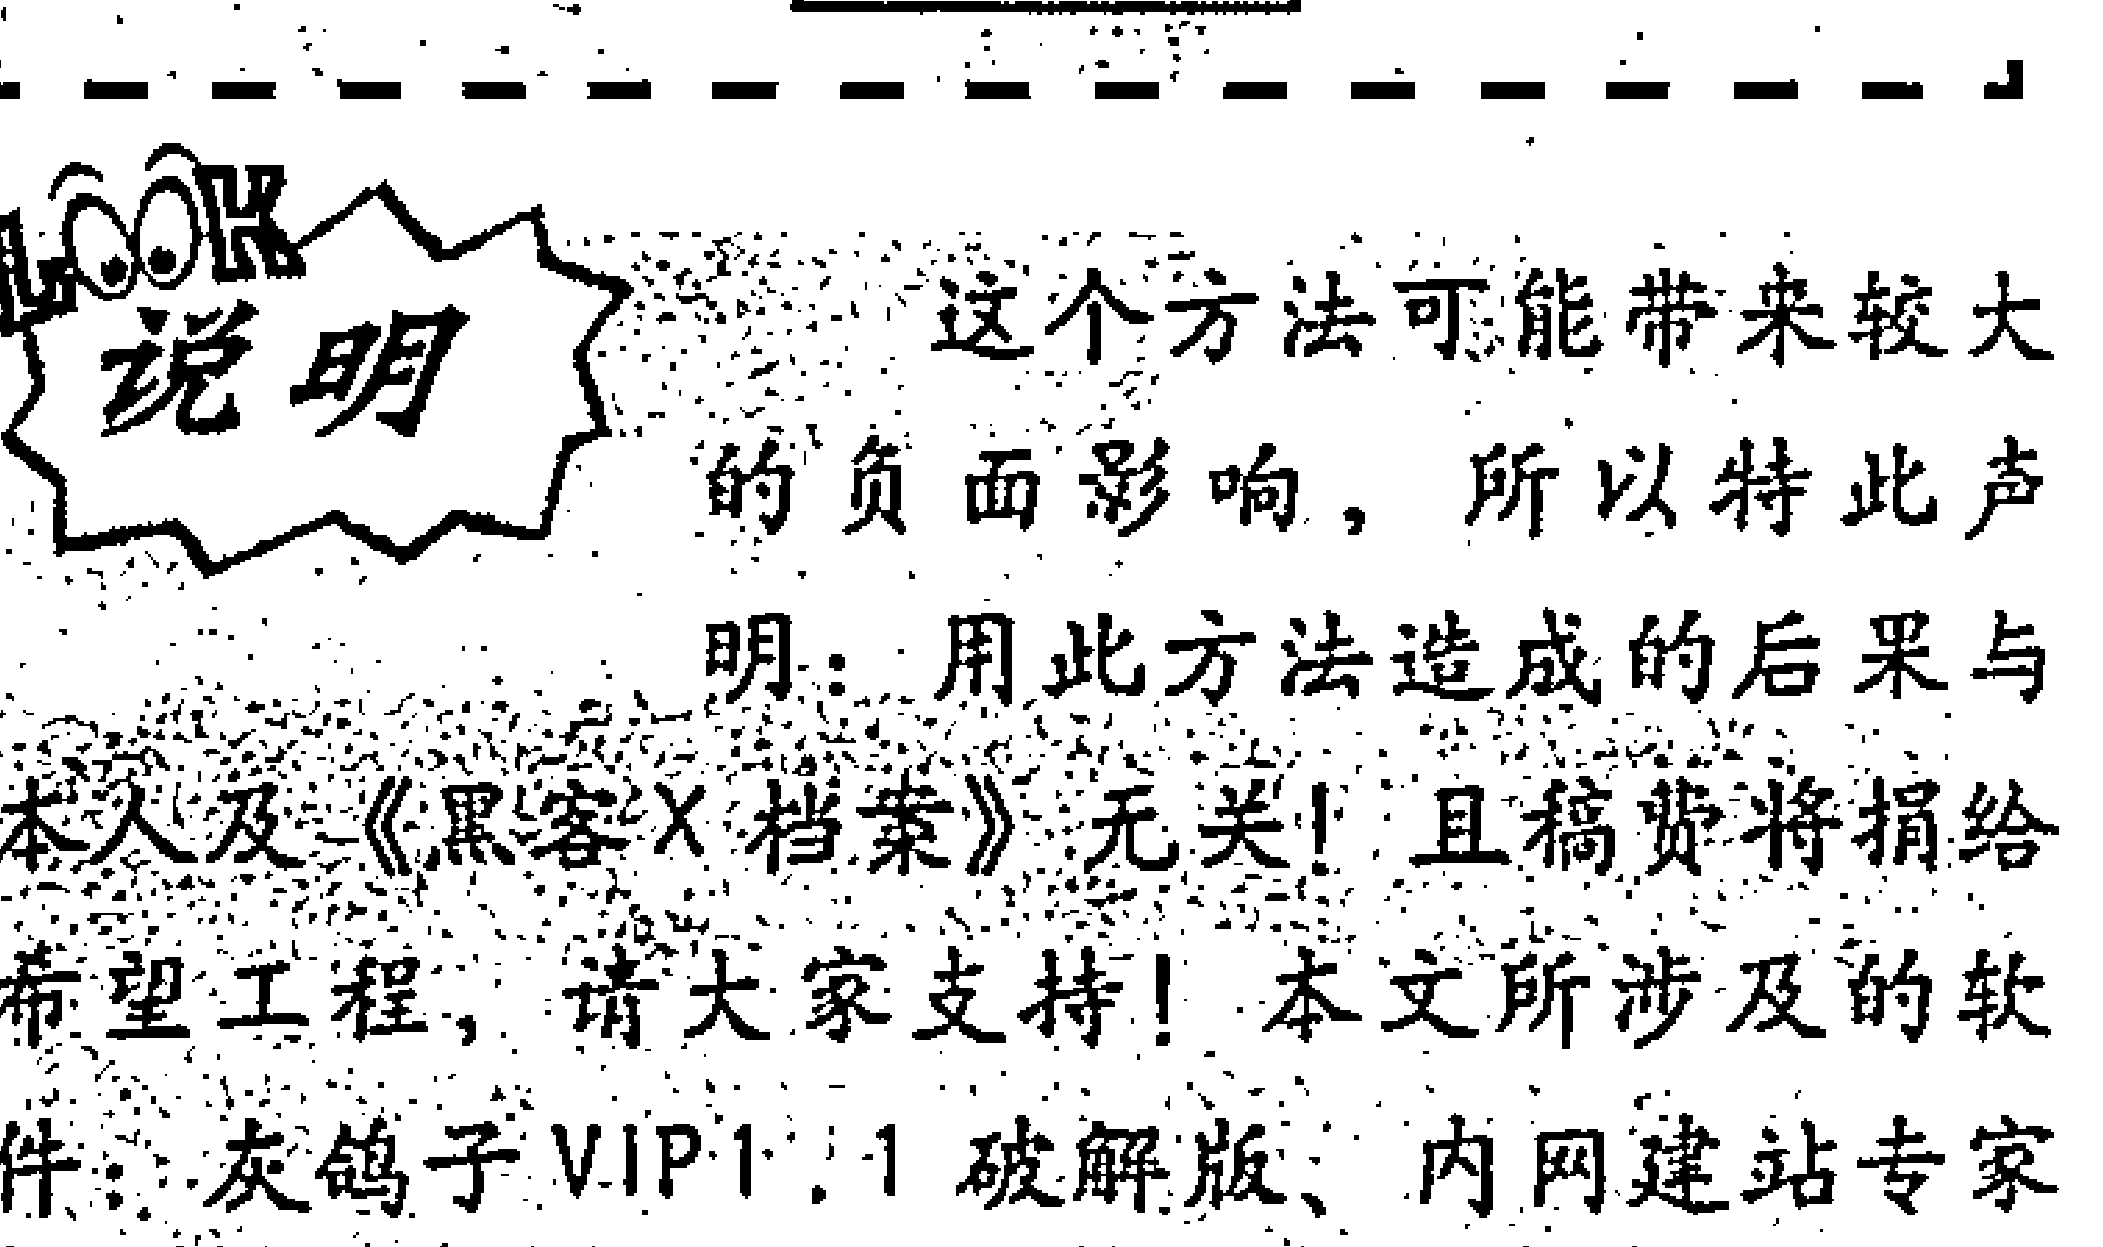 LOOK
说明
这个方法可能带来较大
的负面影响，所以特此声
明：用此方法造成的后果与
本人及《黑客X档案》无关！且稿费将捐给
希望工程，请大家支持！本文所涉及的软
件：灰鸽子VIP1.1破解版、内网建站专家